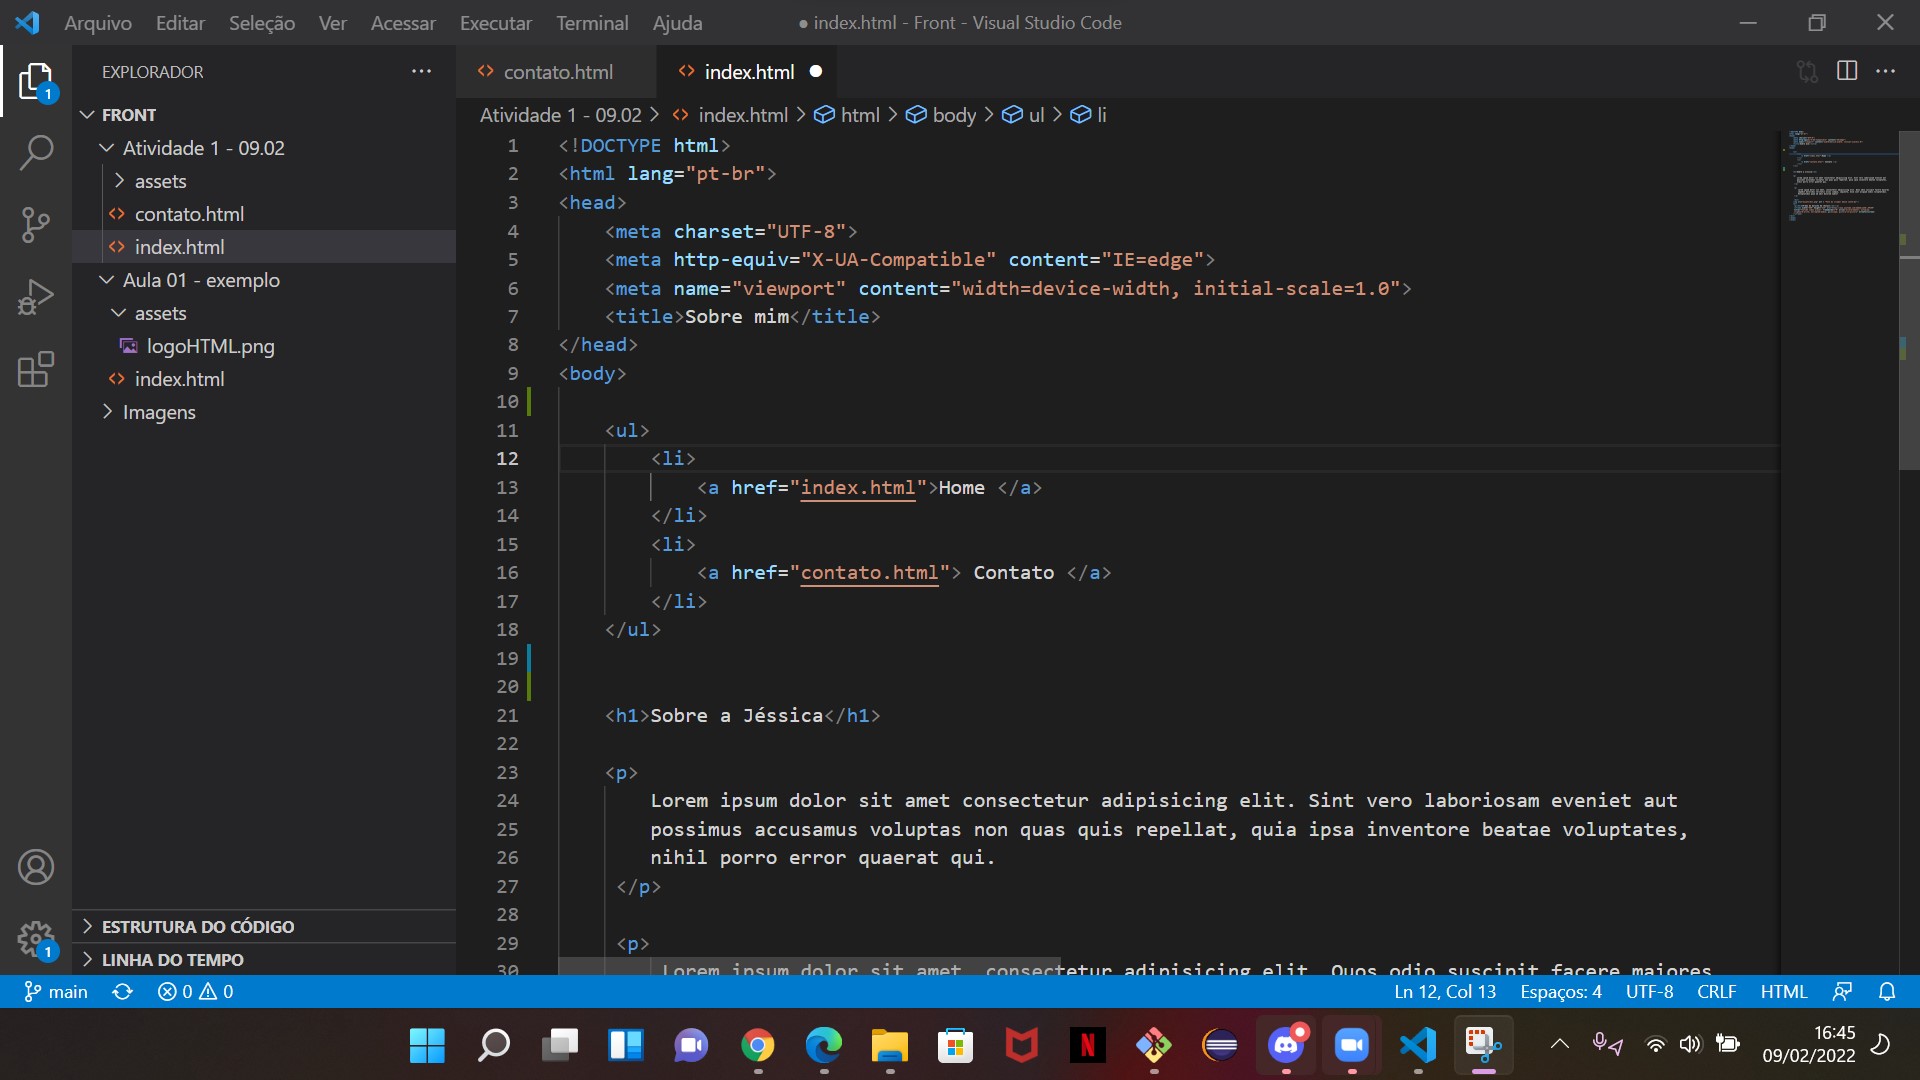 Arquivo Editar Seleção Ver Acessar Executar Terminal Ajuda ● index.html - Front - Visual Studio Code
EXPLORADOR
contato.html index.html
Atividade 1 - 09.02 > index.html > html > body > ul > li
1
FRONT
Atividade 1 - 09.02
assets
contato.html
index.html
Aula 01 - exemplo
assets
logoHTML.png
index.html
Imagens
ESTRUTURA DO CÓDIGO
LINHA DO TEMPO
1
1 <!DOCTYPE html>
2 <html lang="pt-br">
3 <head>
4 <meta charset="UTF-8">
5 <meta http-equiv="X-UA-Compatible" content="IE=edge">
6 <meta name="viewport" content="width=device-width, initial-scale=1.0">
7 <title>Sobre mim</title>
8 </head>
9 <body>
10
11 <ul>
12 <li>
13 <a href="index.html">Home </a>
14 </li>
15 <li>
16 <a href="contato.html"> Contato </a>
17 </li>
18 </ul>
19
20
21 <h1>Sobre a Jéssica</h1>
22
23 <p>
24 Lorem ipsum dolor sit amet consectetur adipisicing elit. Sint vero laboriosam eveniet aut
25 possimus accusamus voluptas non quas quis repellat, quia ipsa inventore beatae voluptates,
26 nihil porro error quaerat qui.
27 </p>
28
29 <p>
30 Lorem ipsum dolor sit amet, consectetur adipisicing elit. Quos odio suscipit facere maiores
main 0 0 Ln 12, Col 13 Espaços: 4 UTF-8 CRLF HTML
N
16:45
09/02/2022